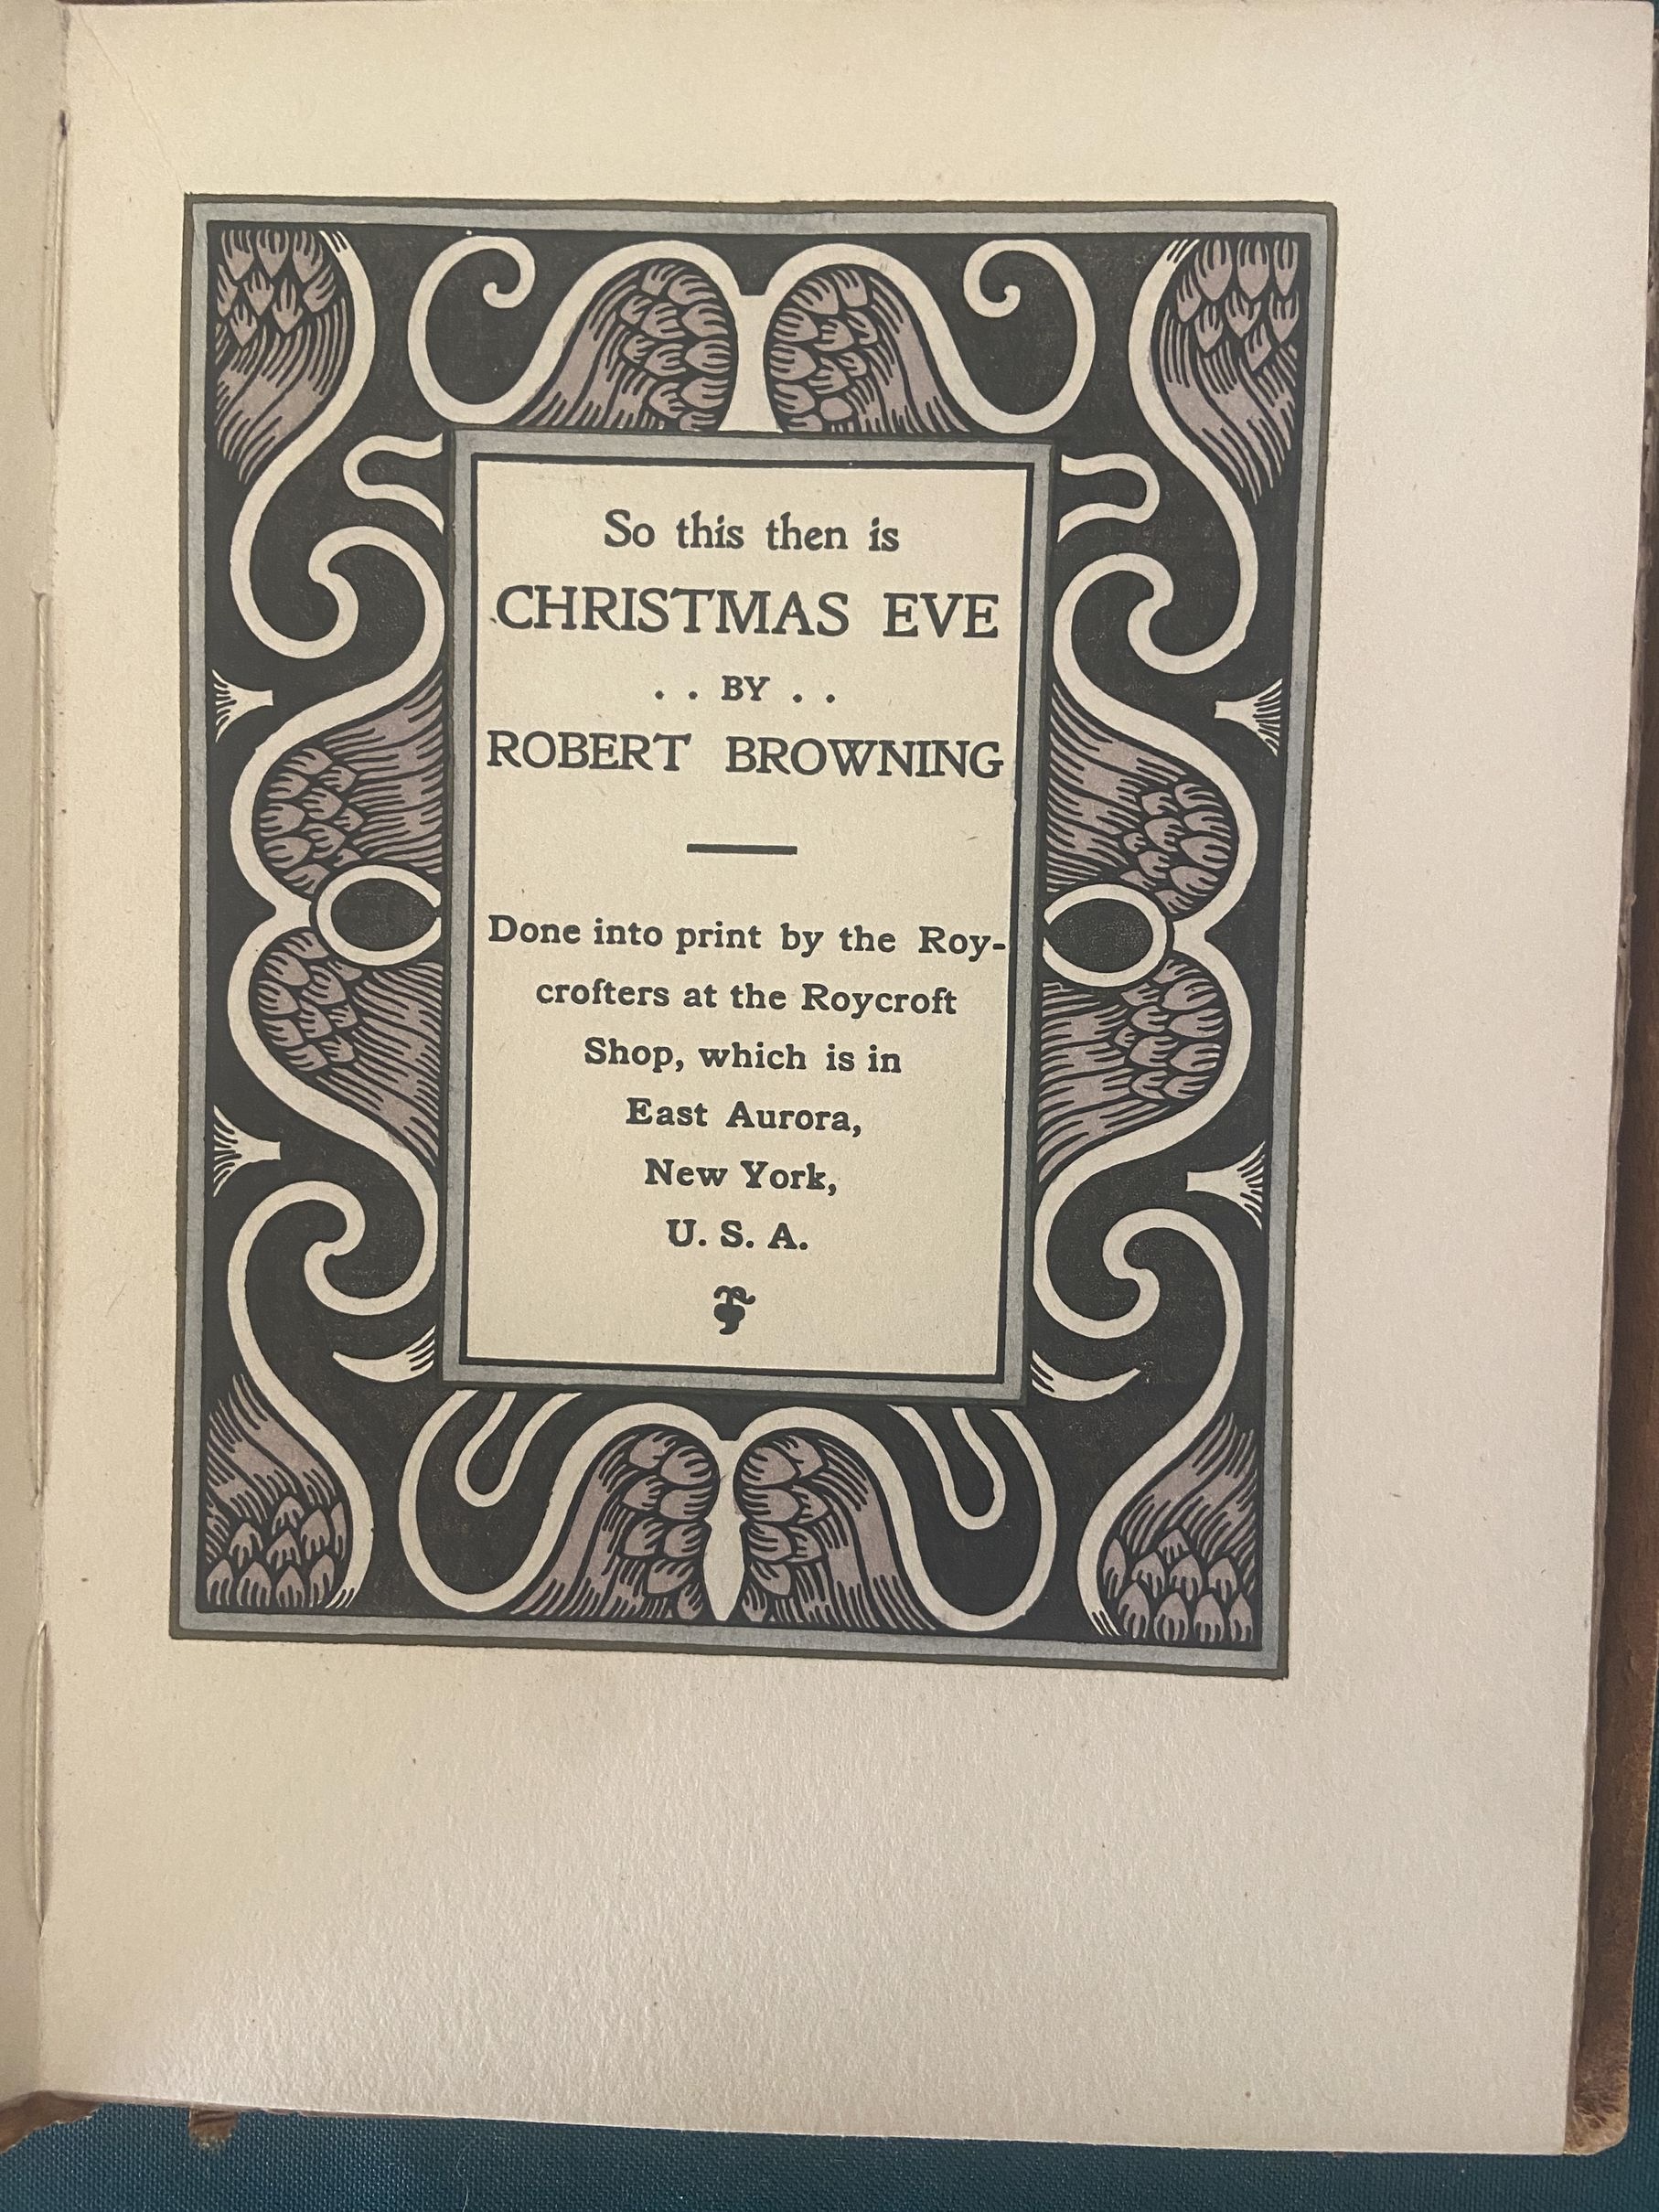 So this then is
CHRISTMAS EVE
. . BY . .
ROBERT BROWNING
Done into print by the Roy-
crofters at the Roycroft
Shop, which is in
East Aurora,
New York,
U. S. A.